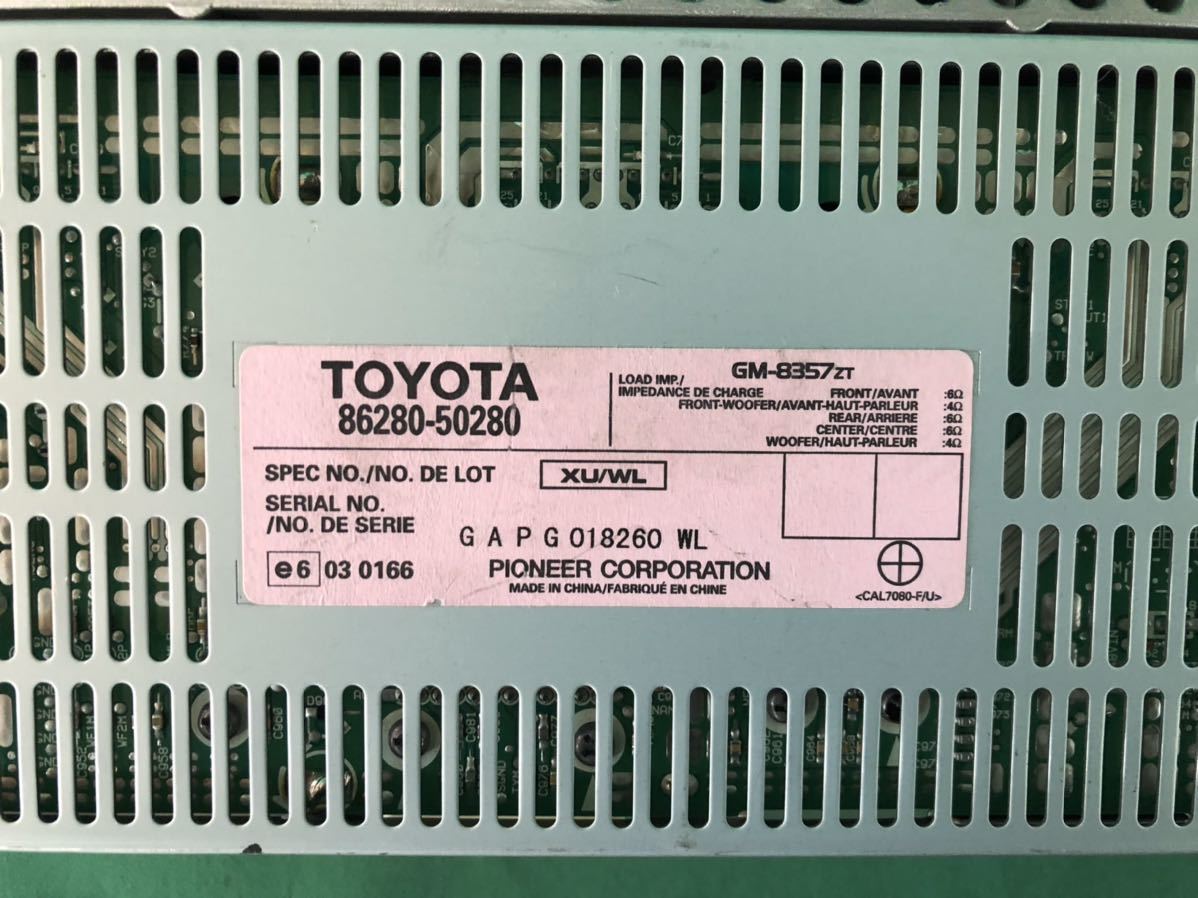 TOYOTA
86280-50280
GM-8357ZT
LOAD IMP./
IMPEDANCE DE CHARGE FRONT/AVANT :6Ω
FRONT-WOOFER/AVANT-HAUT-PARLEUR :4Ω
REAR/ARRIERE :6Ω
CENTER/CENTRE :6Ω
WOOFER/HAUT-PARLEUR :4Ω
SPEC NO./NO. DE LOT XU/WL
SERIAL NO.
/NO. DE SERIE
G A P G 018260 WL
e6 03 0166
PIONEER CORPORATION
MADE IN CHINA/FABRIQUÉ EN CHINE
<CAL7080-F/U>